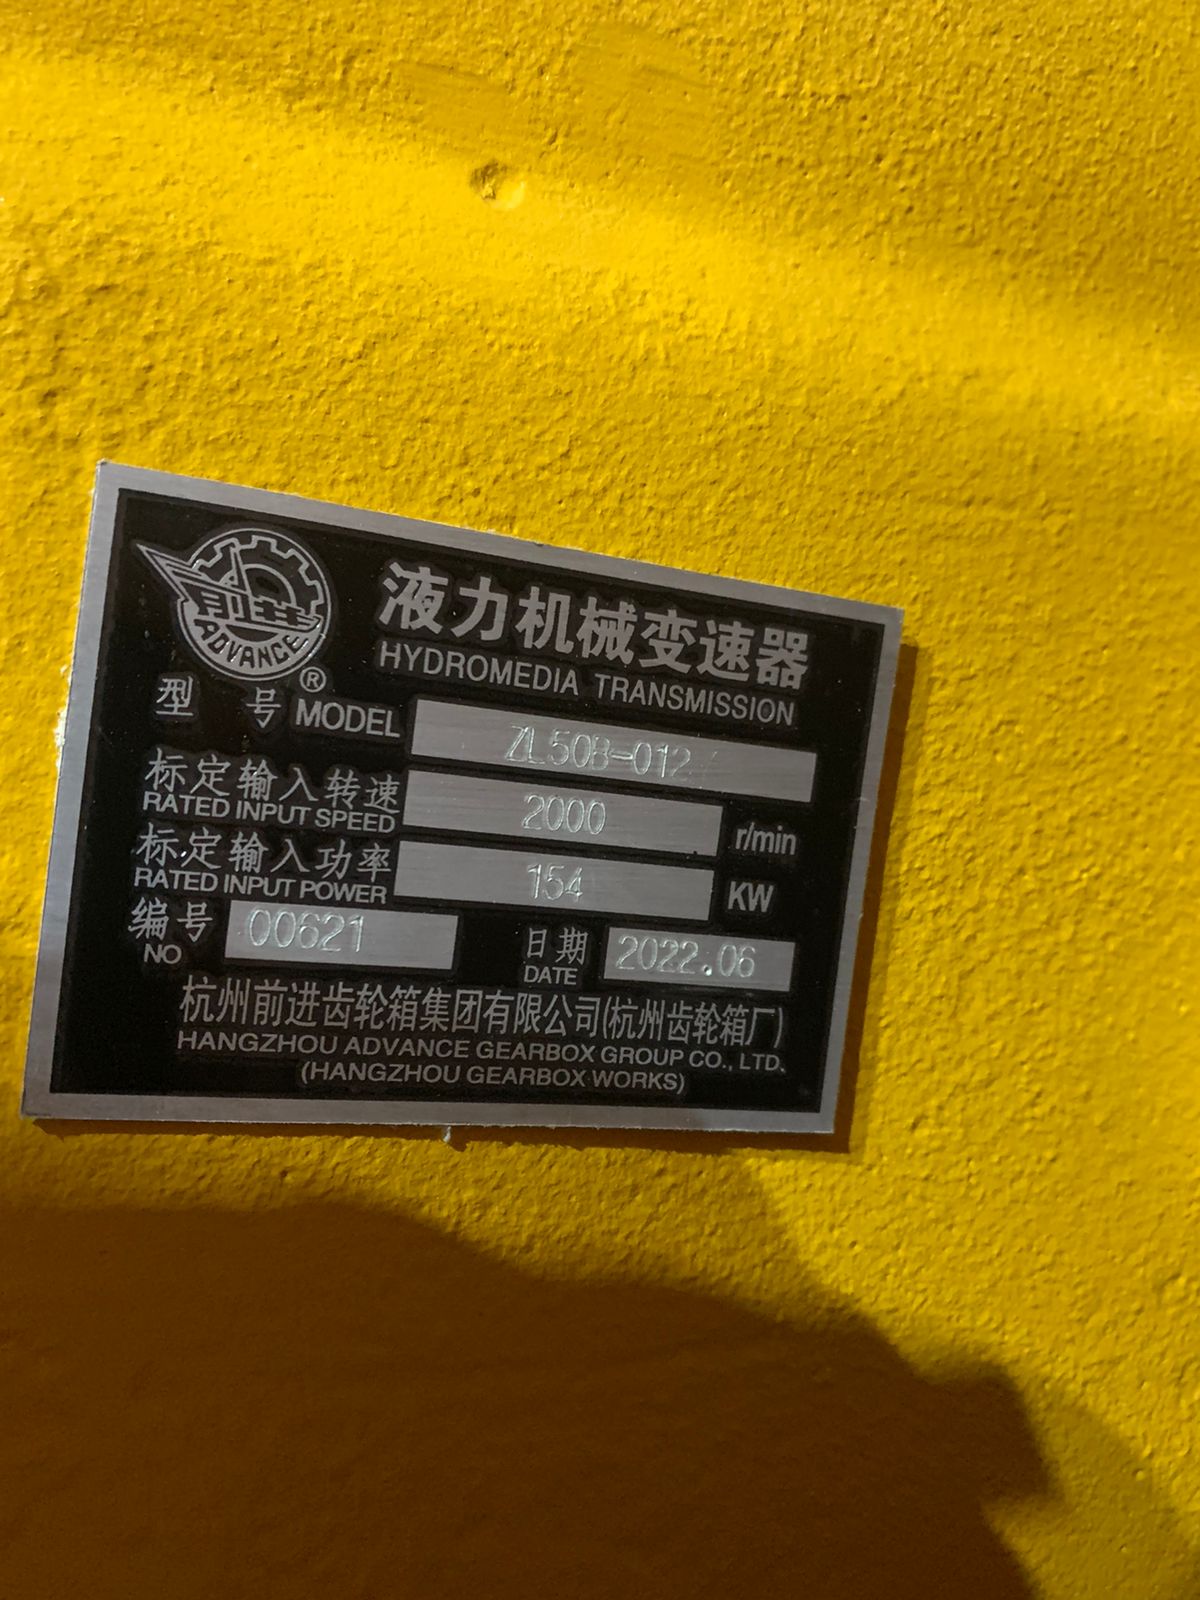 前进
ADVANCE
®
液力机械变速器
HYDROMEDIA TRANSMISSION
型 号 MODEL ZL50B-012
标定输入转速 2000 r/min
RATED INPUT SPEED
标定输入功率 154 KW
RATED INPUT POWER
编号 00621 日期 2022.06
NO DATE
杭州前进齿轮箱集团有限公司(杭州齿轮箱厂)
HANGZHOU ADVANCE GEARBOX GROUP CO., LTD.
(HANGZHOU GEARBOX WORKS)